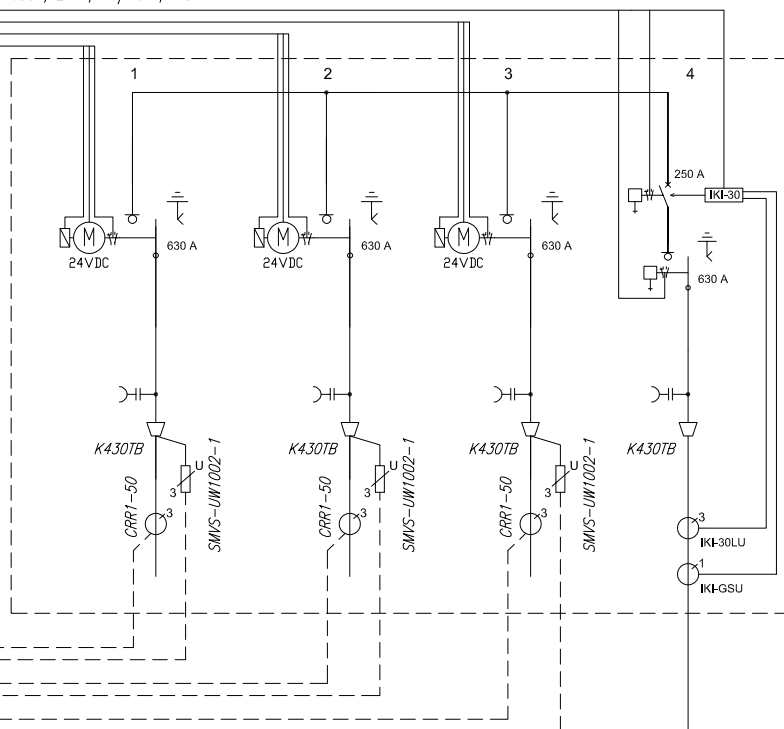 1
2
3
4
250 A
IKI-30
M
M
M
630 A
630 A
630 A
630 A
24VDC
24VDC
24VDC
K430TB
K430TB
K430TB
K430TB
U
U
U
3
3
3
CRR1-50
CRR1-50
CRR1-50
SMVS-UW1002-1
SMVS-UW1002-1
SMVS-UW1002-1
3
3
3
3
IKI-30LU
1
IKI-GSU